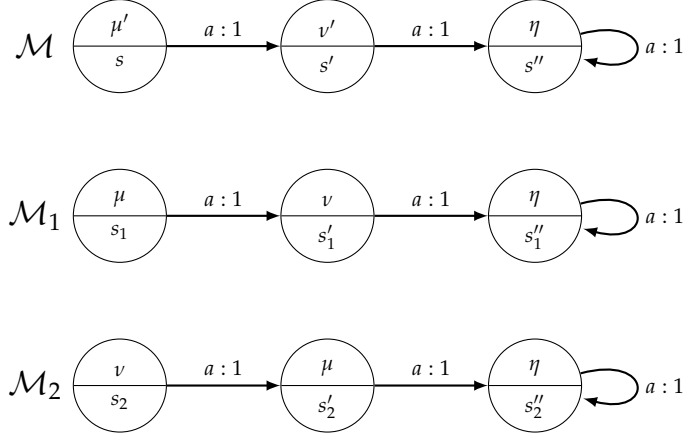 μ′ ν′ η
ℳ a : 1 a : 1 a : 1
s s′ s″
μ ν η
ℳ₁ a : 1 a : 1 a : 1
s₁ s′₁ s″₁
ν μ η
ℳ₂ a : 1 a : 1 a : 1
s₂ s′₂ s″₂